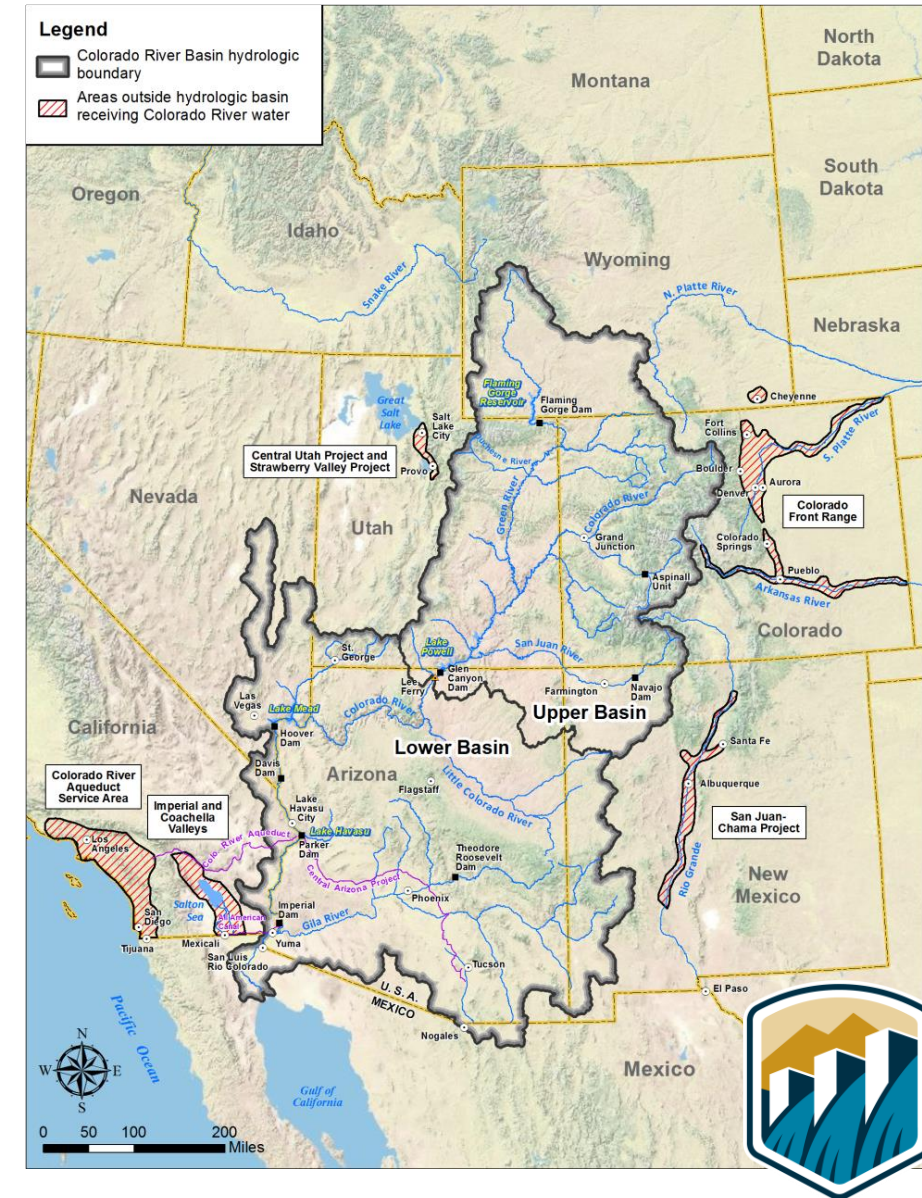 Legend
Colorado River Basin hydrologic
boundary
Areas outside hydrologic basin
receiving Colorado River water
North
Dakota
Montana
South
Dakota
Oregon
Idaho
Wyoming
Snake River
N. Platte River
Nebraska
Flaming
Gorge
Reservoir
Flaming
Gorge Dam
Cheyenne
Great
Salt
Lake
Salt
Lake
City
Fort
Collins
S. Platte River
Central Utah Project and
Strawberry Valley Project
Provo
Duchesne River
Boulder
Denver
Aurora
Nevada
Utah
Green River
Colorado River
Grand
Junction
Colorado
Front Range
Colorado
Springs
Aspinall
Unit
Pueblo
Arkansas River
Colorado
St.
George
Lake
Powell
San Juan River
Lee
Ferry
Glen
Canyon
Dam
Farmington
Navajo
Dam
Las
Vegas
Lake Mead
Colorado River
Upper Basin
California
Hoover
Dam
Lower Basin
Santa Fe
Davis
Dam
Arizona
Flagstaff
Little Colorado River
Albuquerque
Colorado River
Aqueduct
Service Area
Imperial and
Coachella
Valleys
Lake
Havasu
City
Lake Havasu
San Juan-
Chama Project
Los
Angeles
Colo. River Aqueduct
Parker
Dam
Central Arizona Project
Theodore
Roosevelt
Dam
Rio Grande
New
Mexico
Salton
Sea
Phoenix
San
Diego
All American
Canal
Imperial
Dam
Gila River
Tijuana
Mexicali
Yuma
San Luis
Rio Colorado
Tucson
U. S. A.
MEXICO
El Paso
Nogales
Pacific Ocean
Mexico
N
W
E
S
Gulf of
California
0 50 100 200
Miles